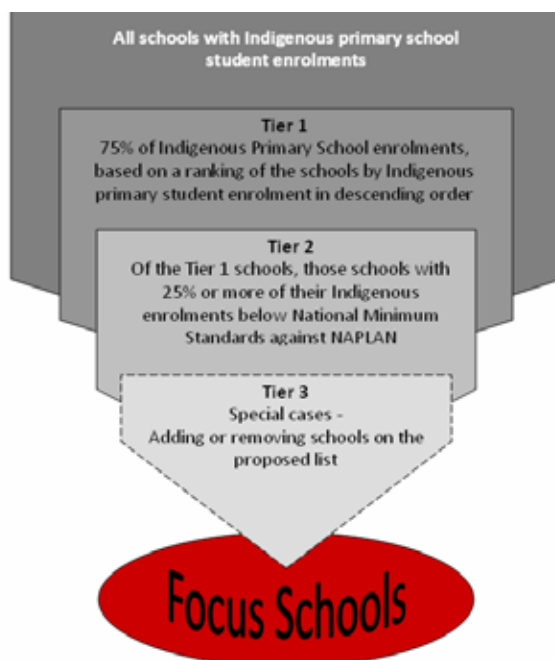 All schools with Indigenous primary school
student enrolments
Tier 1
75% of Indigenous Primary School enrolments,
based on a ranking of the schools by Indigenous
primary student enrolment in descending order
Tier 2
Of the Tier 1 schools, those schools with
25% or more of their Indigenous
enrolments below National Minimum
Standards against NAPLAN
Tier 3
Special cases -
Adding or removing schools on the
proposed list
Focus Schools